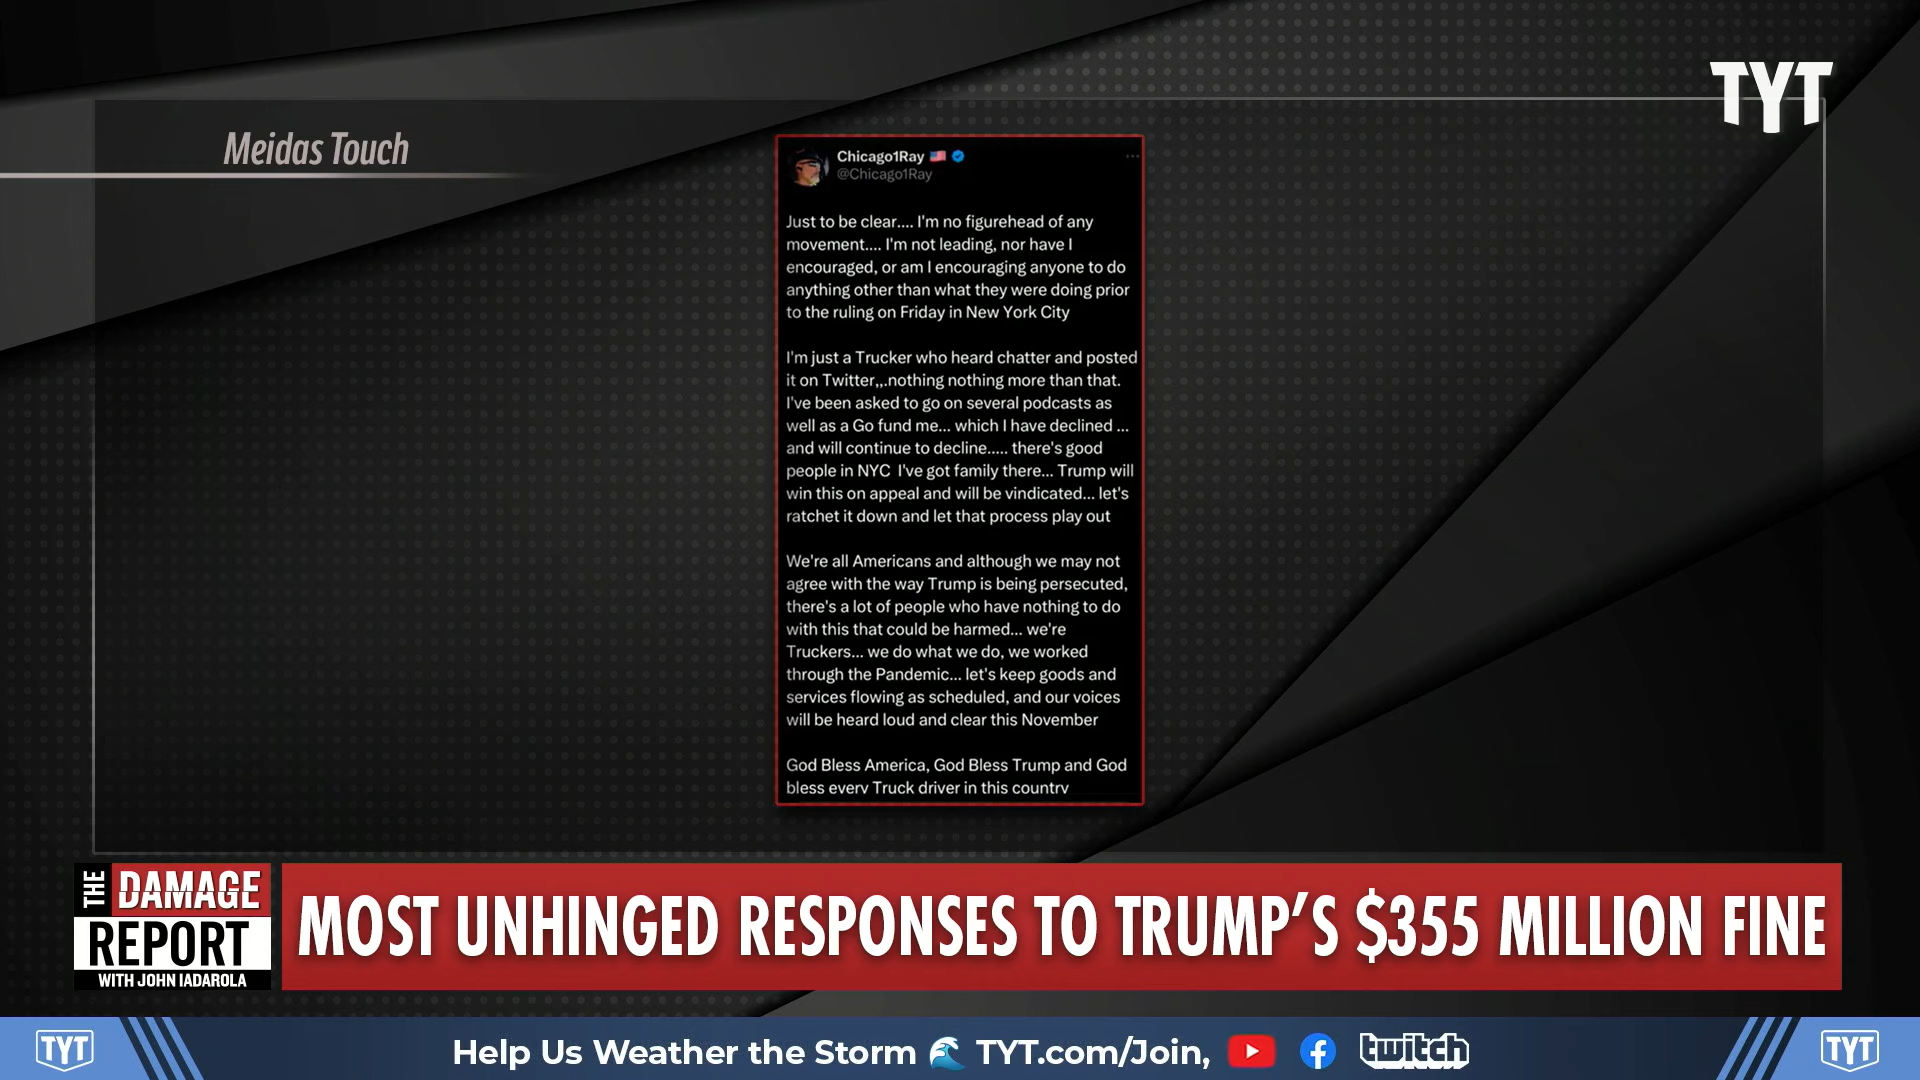 TYT
Meidas Touch
Chicago1Ray
@Chicago1Ray
Just to be clear.... I'm no figurehead of any
movement.... I'm not leading, nor have I
encouraged, or am I encouraging anyone to do
anything other than what they were doing prior
to the ruling on Friday in New York City
I'm just a Trucker who heard chatter and posted
it on Twitter,,.nothing nothing more than that.
I've been asked to go on several podcasts as
well as a Go fund me... which I have declined ...
and will continue to decline..... there's good
people in NYC I've got family there... Trump will
win this on appeal and will be vindicated... let's
ratchet it down and let that process play out
We're all Americans and although we may not
agree with the way Trump is being persecuted,
there's a lot of people who have nothing to do
with this that could be harmed... we're
Truckers... we do what we do, we worked
through the Pandemic... let's keep goods and
services flowing as scheduled, and our voices
will be heard loud and clear this November
God Bless America, God Bless Trump and God
bless every Truck driver in this country
THE DAMAGE
REPORT
WITH JOHN IADAROLA
MOST UNHINGED RESPONSES TO TRUMP'S $355 MILLION FINE
TYT
Help Us Weather the Storm 🌊 TYT.com/Join,
twitch
TYT